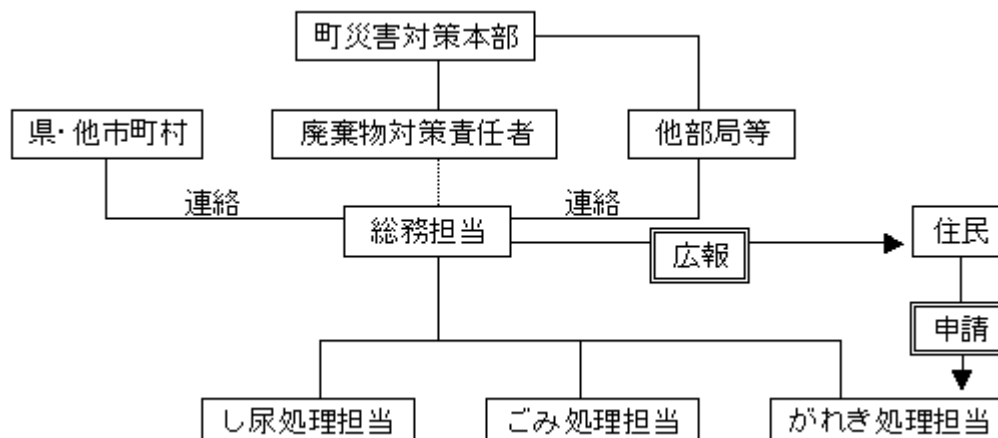 町災害対策本部
県・他市町村
廃棄物対策責任者
他部局等
連絡
連絡
総務担当
広報
住民
申請
し尿処理担当
ごみ処理担当
がれき処理担当